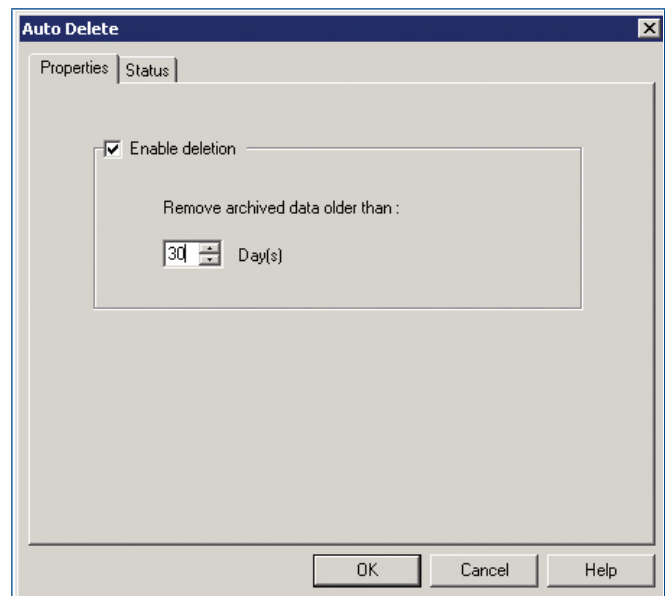 Auto Delete
Properties Status
Enable deletion
Remove archived data older than :
30 Day(s)
OK Cancel Help